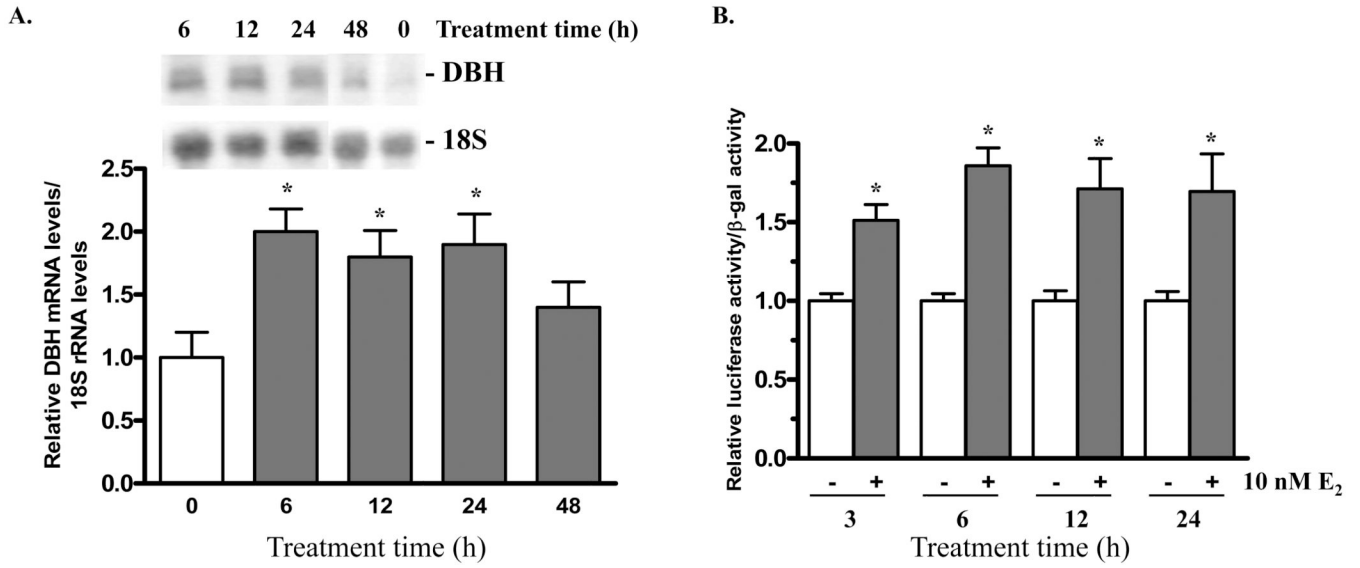 A.
6 12 24 48 0 Treatment time (h)
- DBH
- 18S
Relative DBH mRNA levels/
18S rRNA levels
2.5
2.0
1.5
1.0
0.5
0.0
* * *
0 6 12 24 48
Treatment time (h)
B.
Relative luciferase activity/β-gal activity
2.0
1.5
1.0
0.5
0.0
* * * *
- + - + - + - + 10 nM E₂
3 6 12 24
Treatment time (h)